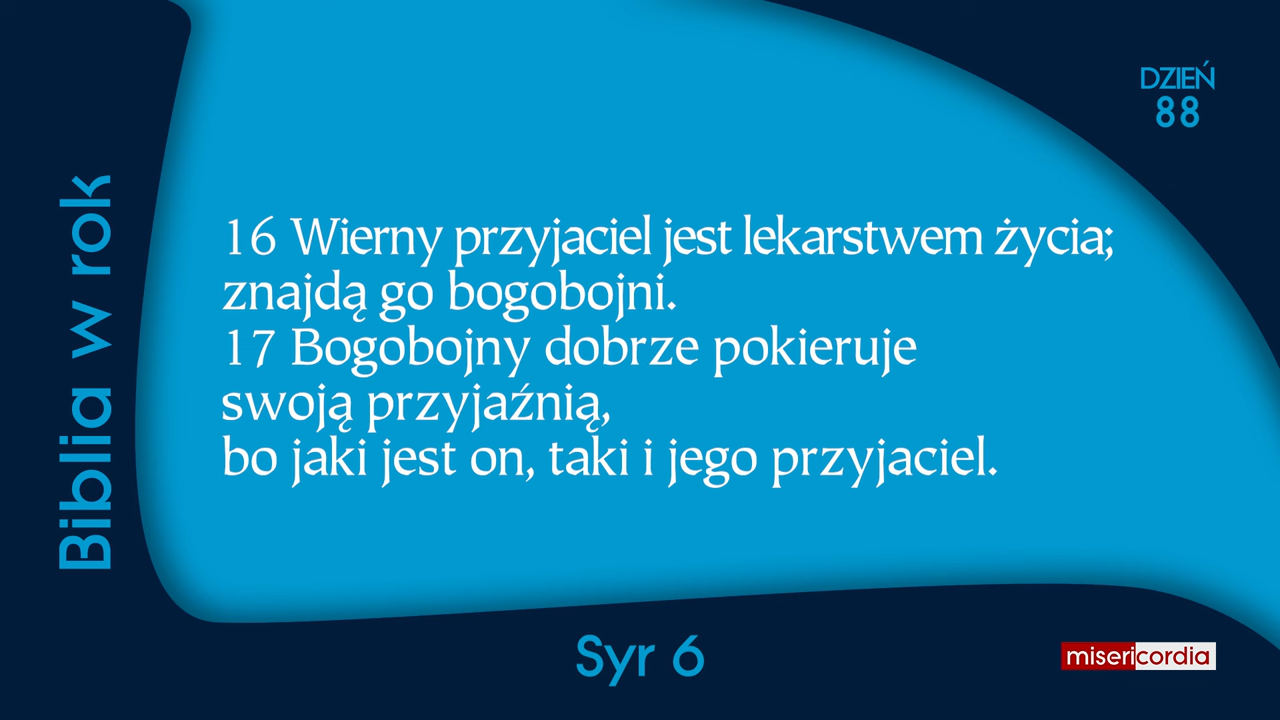 DZIEŃ
88
Biblia w rok
16 Wierny przyjaciel jest lekarstwem życia;
znajdą go bogobojni.
17 Bogobojny dobrze pokieruje
swoją przyjaźnią,
bo jaki jest on, taki i jego przyjaciel.
Syr 6
misericordia